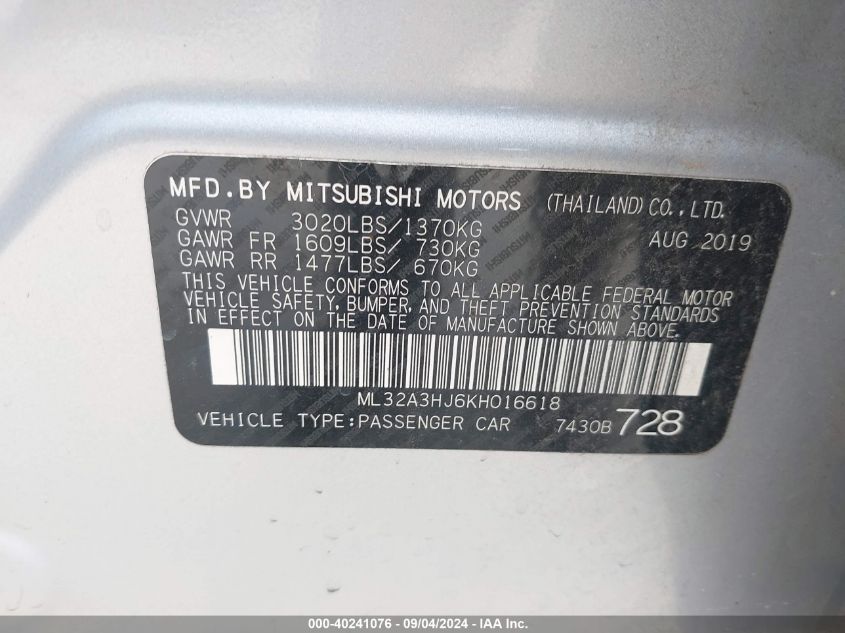 MFD.BY MITSUBISHI MOTORS (THAILAND) CO.,LTD.
GVWR 3020LBS/1370KG AUG 2019
GAWR FR 1609LBS/ 730KG
GAWR RR 1477LBS/ 670KG
THIS VEHICLE CONFORMS TO ALL APPLICABLE FEDERAL MOTOR
VEHICLE SAFETY, BUMPER, AND THEFT PREVENTION STANDARDS
IN EFFECT ON THE DATE OF MANUFACTURE SHOWN ABOVE.
ML32A3HJ6KH016618
VEHICLE TYPE:PASSENGER CAR 7430B 728
000-40241076 - 09/04/2024 - IAA Inc.